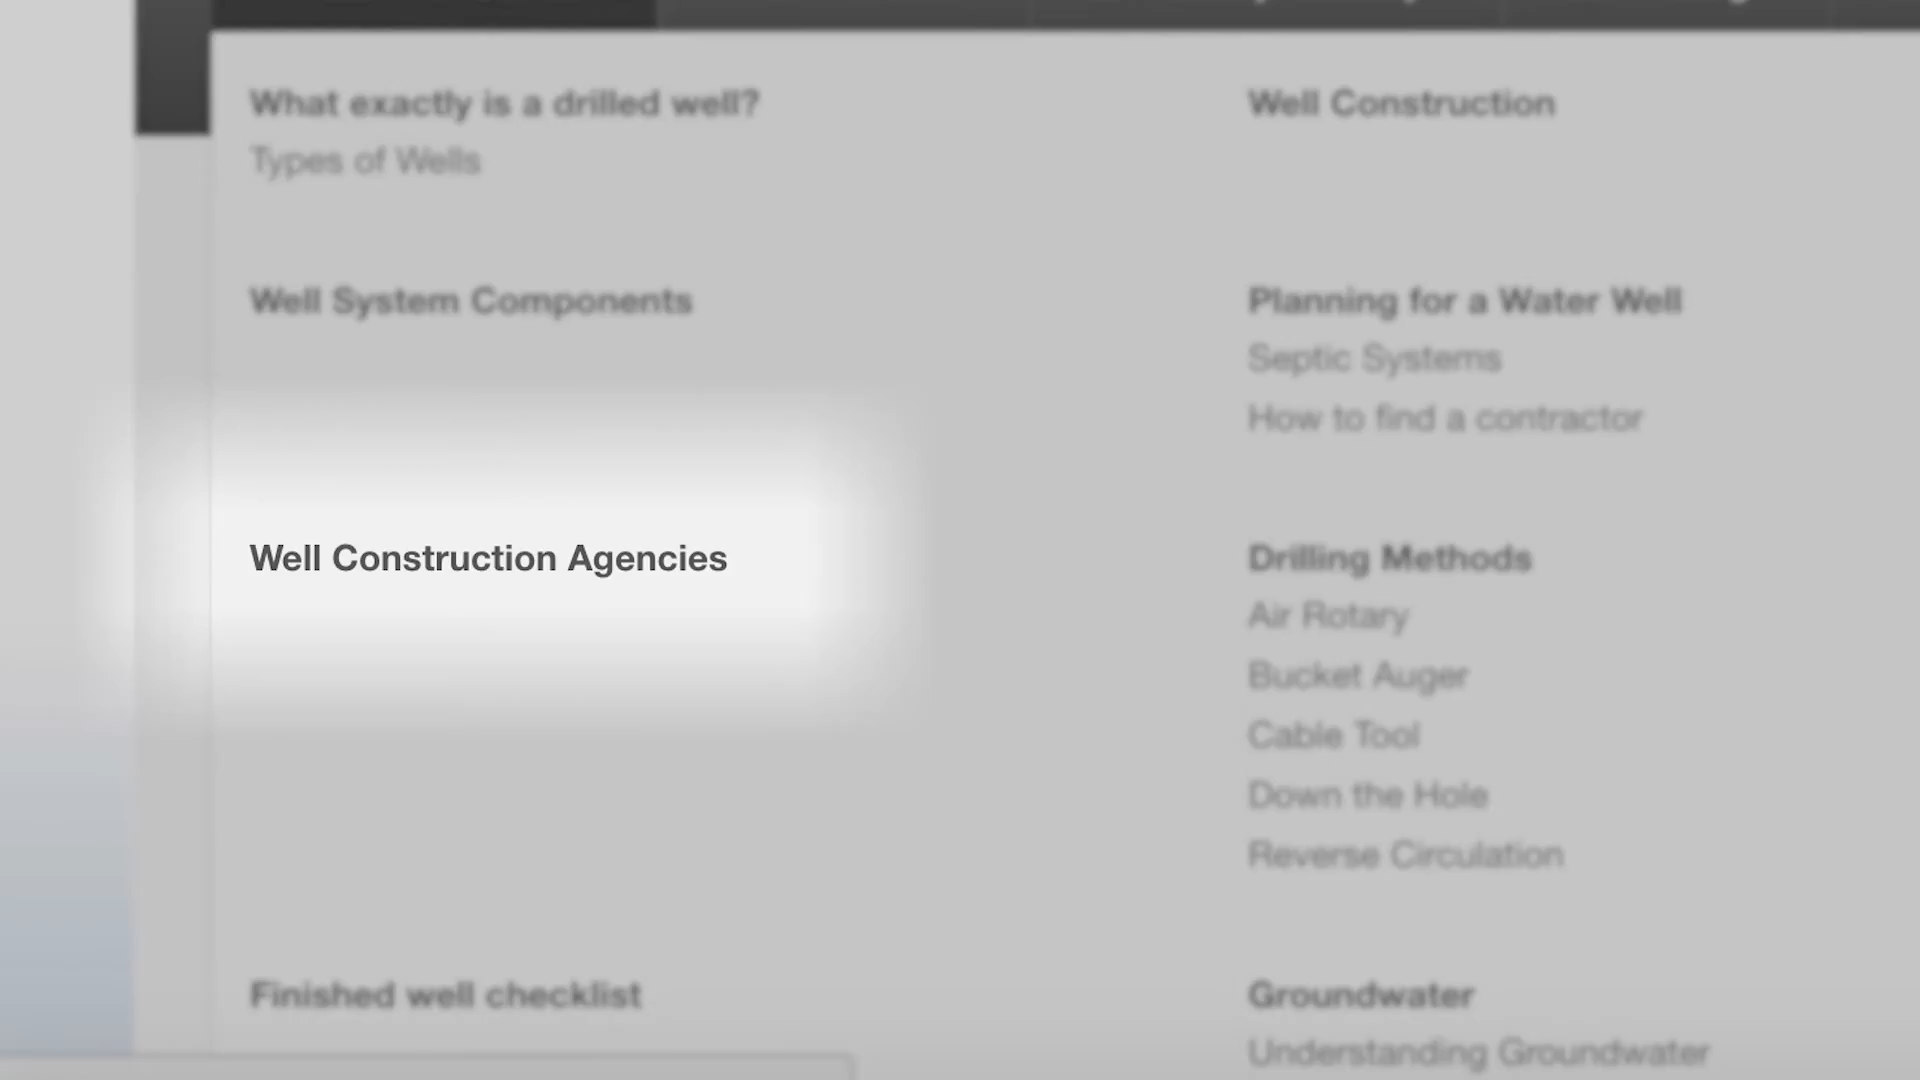 What exactly is a drilled well?
Types of Wells
Well Construction
Well System Components
Planning for a Water Well
Septic Systems
How to find a contractor
Well Construction Agencies
Drilling Methods
Air Rotary
Bucket Auger
Cable Tool
Down the Hole
Reverse Circulation
Finished well checklist
Groundwater
Understanding Groundwater